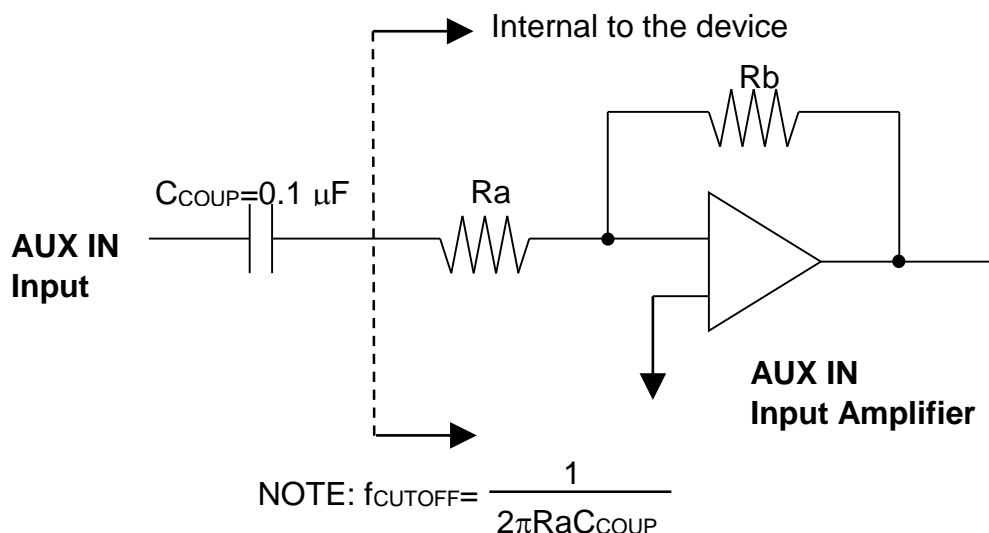 Internal to the device
Rb
CCOUP=0.1 μF
Ra
AUX IN
Input
AUX IN
Input Amplifier
NOTE: fCUTOFF= 1
2πRaCCOUP